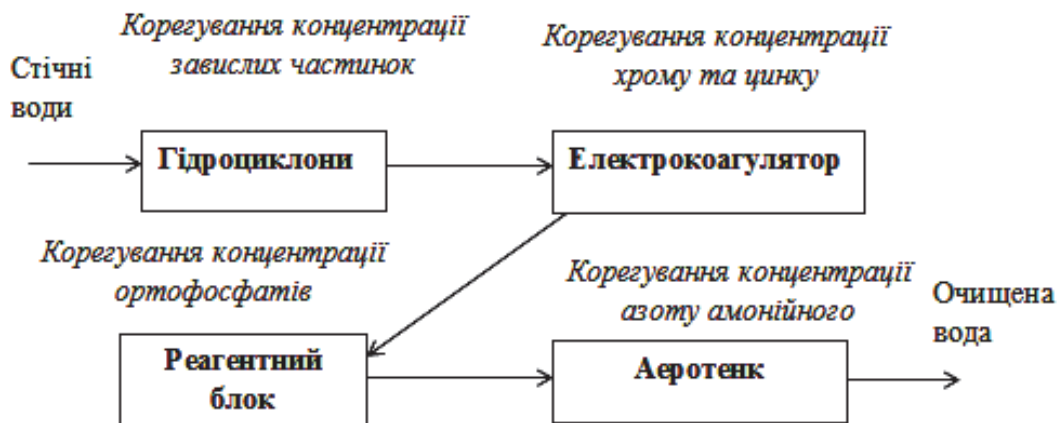 Корегування концентрації
завислих частинок
Корегування концентрації
хрому та цинку
Стічні
води
Гідроциклони
Електрокоагулятор
Корегування концентрації
ортофосфатів
Корегування концентрації
азоту амонійного
Очищена
вода
Реагентний
блок
Аеротенк